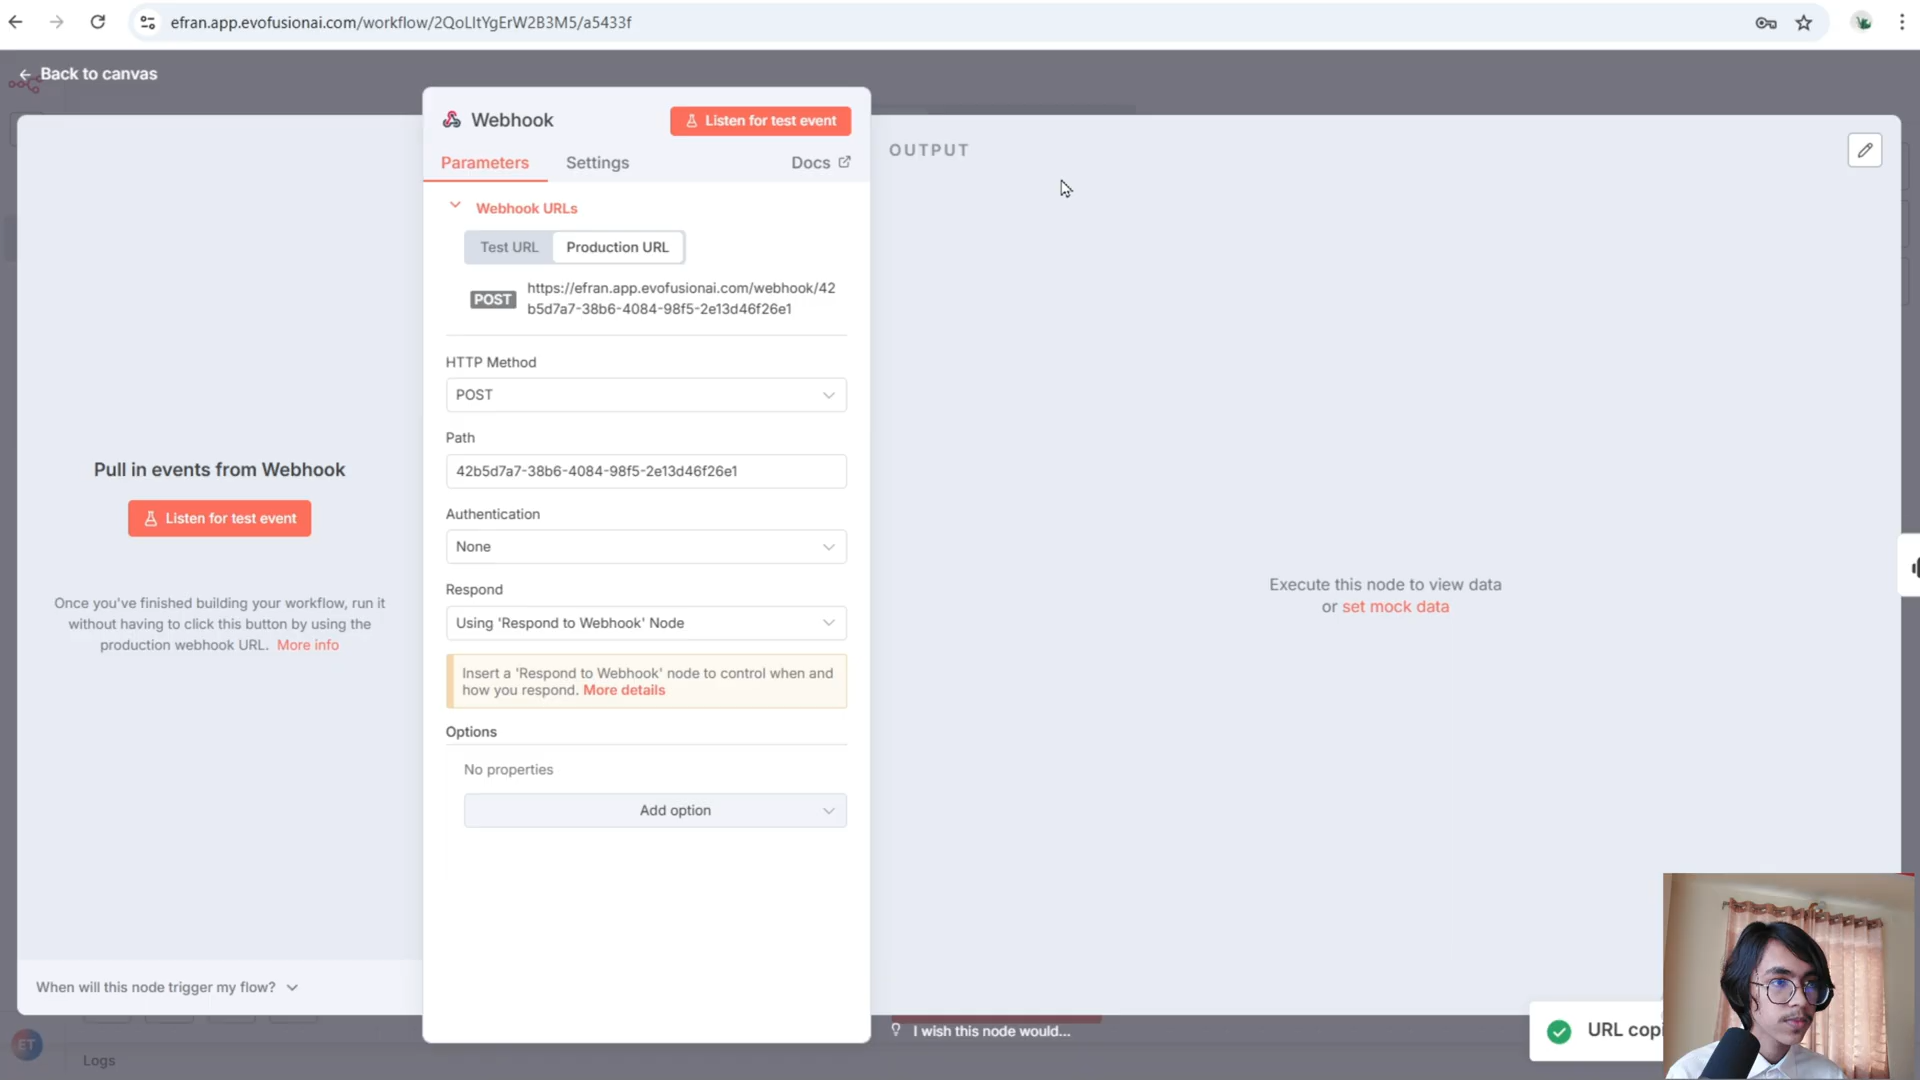 efran.app.evofusionai.com/workflow/2QoLItYgErW2B3M5/a5433f
Back to canvas
Webhook
Listen for test event
Parameters
Settings
Docs
OUTPUT
Webhook URLs
Test URL
Production URL
POST
https://efran.app.evofusionai.com/webhook/42
b5d7a7-38b6-4084-98f5-2e13d46f26e1
HTTP Method
POST
Path
42b5d7a7-38b6-4084-98f5-2e13d46f26e1
Authentication
None
Respond
Using 'Respond to Webhook' Node
Insert a 'Respond to Webhook' node to control when and
how you respond. More details
Options
No properties
Add option
Pull in events from Webhook
Listen for test event
Once you've finished building your workflow, run it
without having to click this button by using the
production webhook URL. More info
When will this node trigger my flow?
Execute this node to view data
or set mock data
I wish this node would...
URL copi
ET
Logs